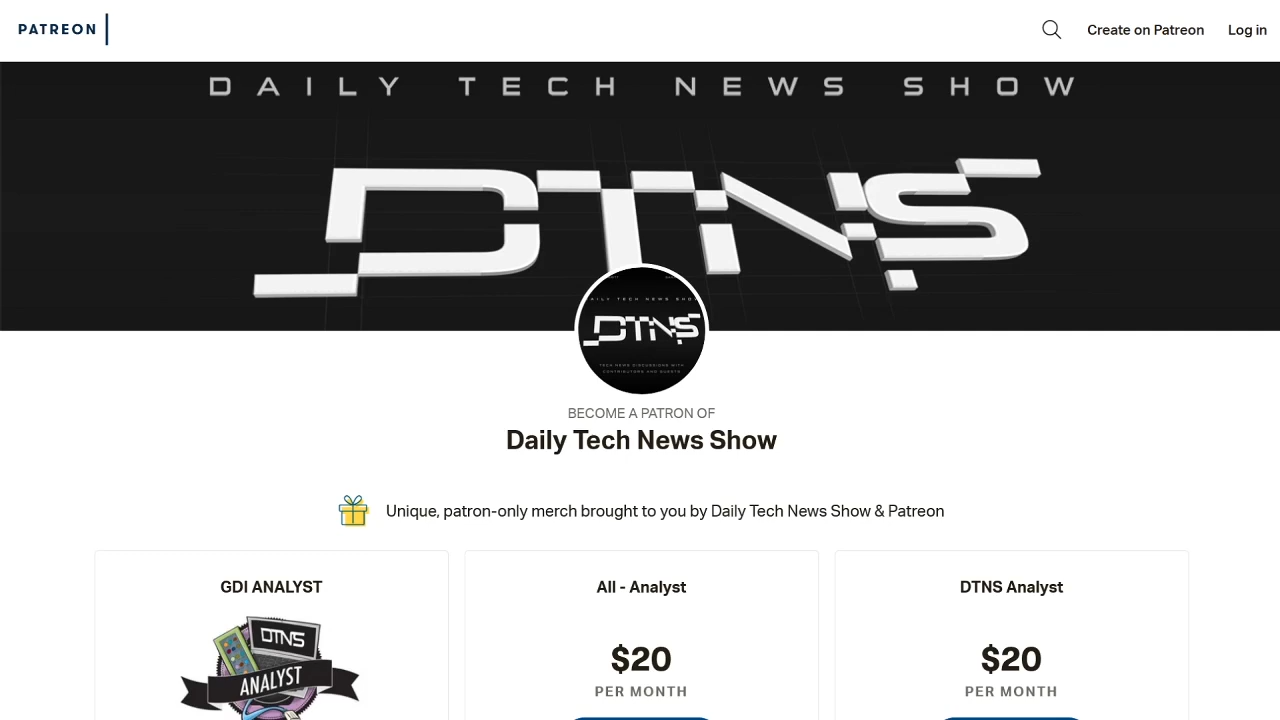 PATREON
Create on Patreon
Log in
DAILY TECH NEWS SHOW
DTNS
DTNS
BECOME A PATRON OF
Daily Tech News Show
Unique, patron-only merch brought to you by Daily Tech News Show & Patreon
GDI ANALYST
All - Analyst
DTNS Analyst
DTNS
ANALYST
$20
PER MONTH
$20
PER MONTH